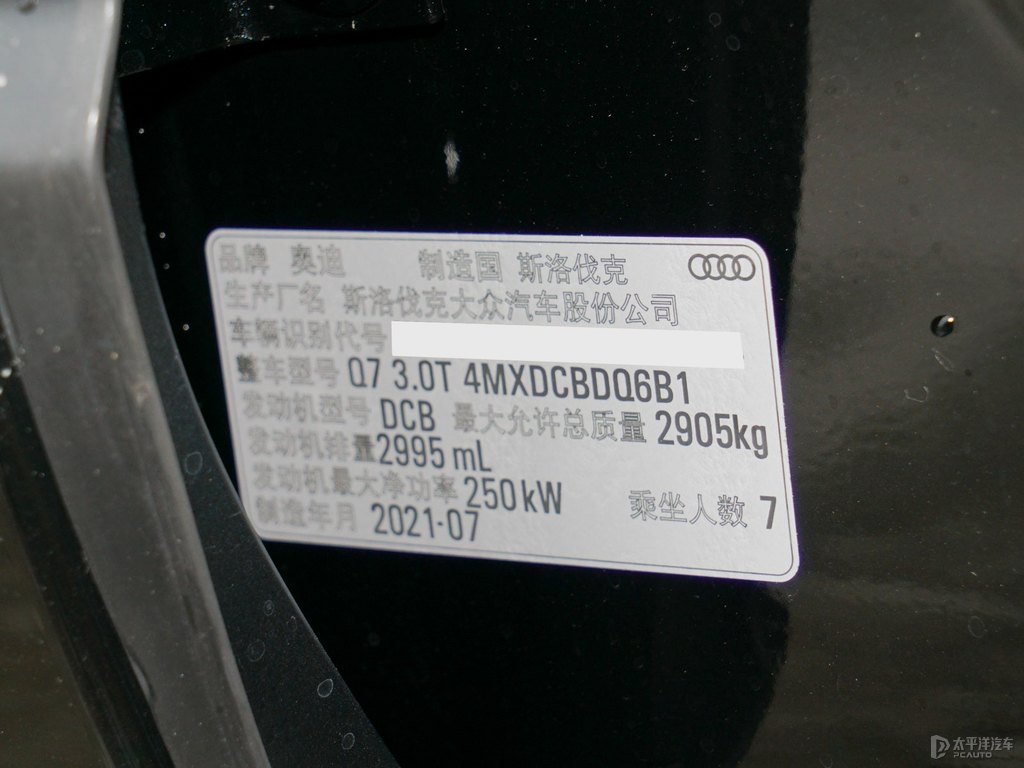 品牌 奥迪 制造国 斯洛伐克
生产厂名 斯洛伐克大众汽车股份公司
车辆识别代号
整车型号 Q7 3.0T 4MXDCBDQ6B1
发动机型号 DCB 最大允许总质量 2905kg
发动机排量 2995 mL
发动机最大净功率 250kW 乘坐人数 7
制造年月 2021-07
太平洋汽车
PCAUTO